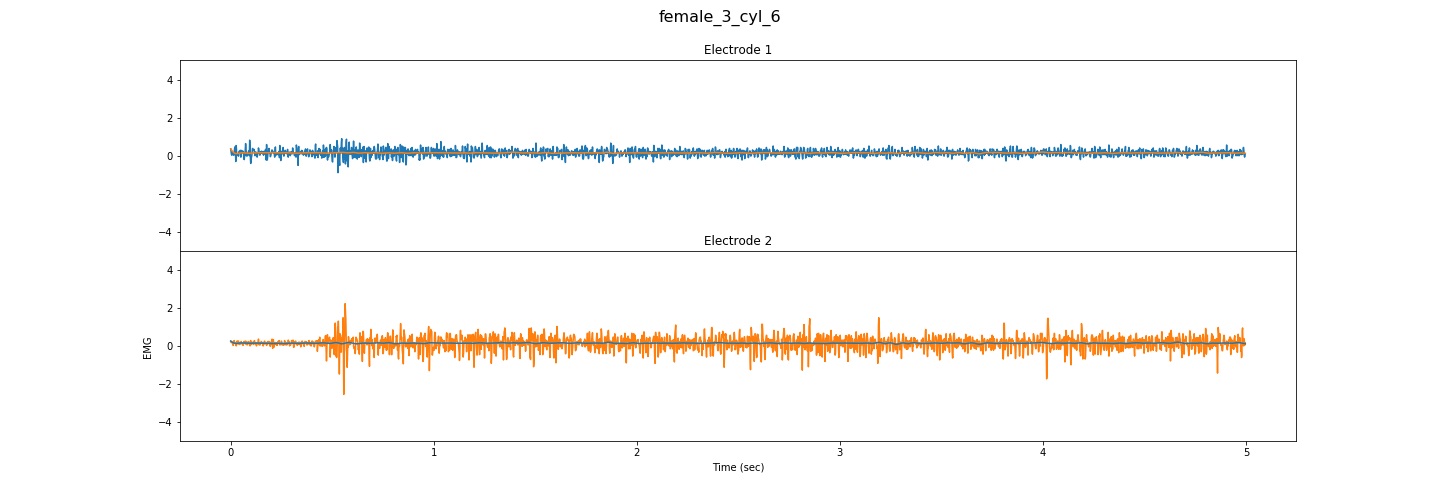 female_3_cyl_6
Electrode 1
4
2
0
−2
−4
Electrode 2
4
2
0
−2
−4
EMG
0 1 2 3 4 5
Time (sec)